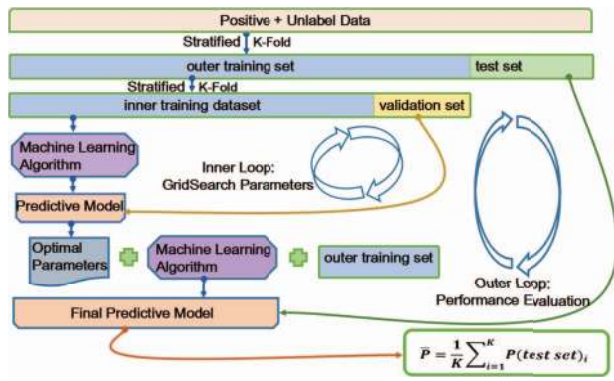 Positive + Unlabel Data
Stratified K-Fold
outer training set
test set
Stratified K-Fold
inner training dataset
validation set
Machine Learning
Algorithm
Inner Loop:
GridSearch Parameters
Predictive Model
Optimal
Parameters
Machine Learning
Algorithm
outer training set
Outer Loop:
Performance Evaluation
Final Predictive Model
P̅ = 1/K ∑_{i=1}^{K} P(test set)_i